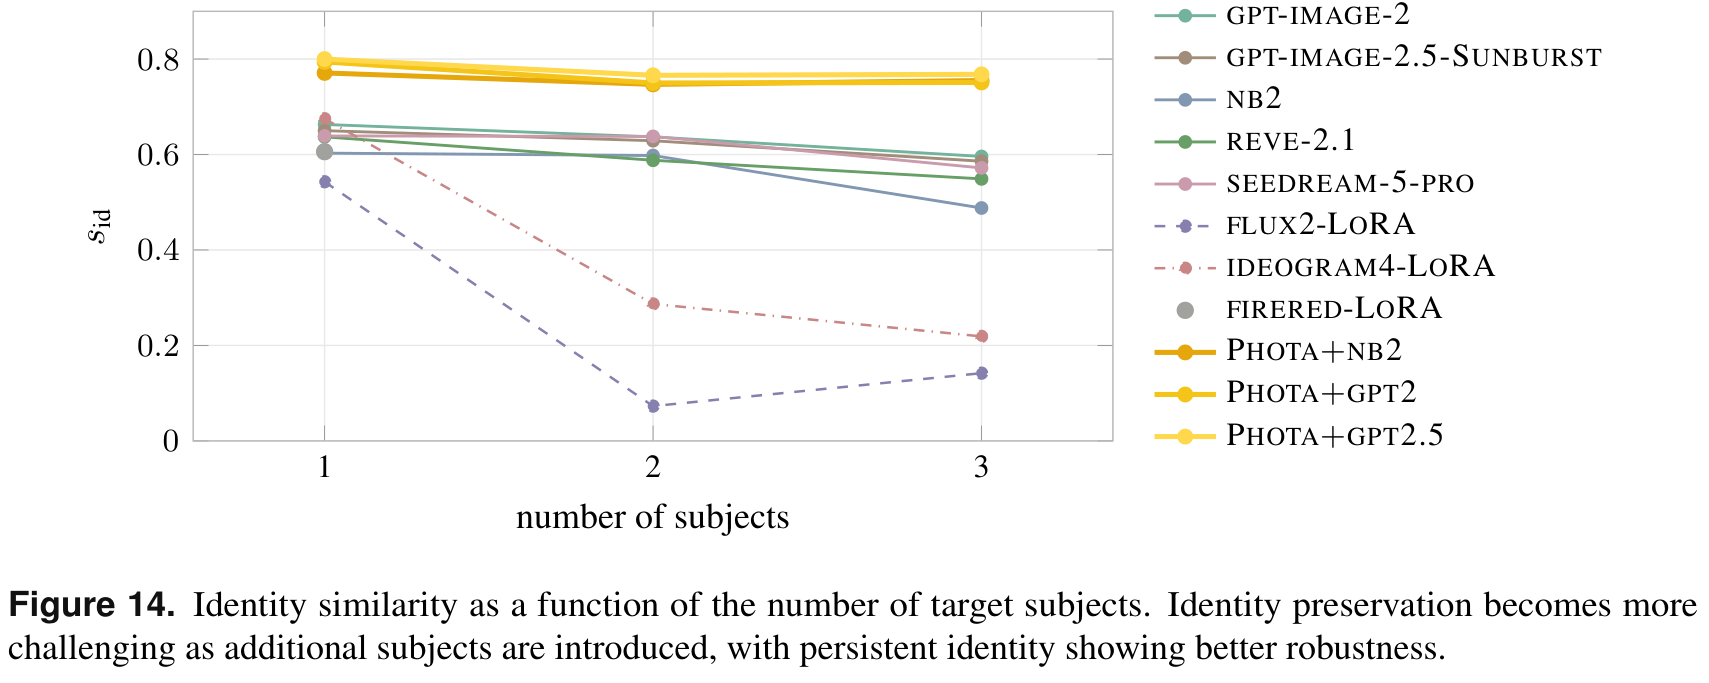 GPT-IMAGE-2
GPT-IMAGE-2.5-SUNBURST
NB2
REVE-2.1
SEEDREAM-5-PRO
FLUX2-LORA
IDEOGRAM4-LORA
FIRERED-LORA
PHOTA+NB2
PHOTA+GPT2
PHOTA+GPT2.5
0.8
0.6
0.4
0.2
0
s_id
1 2 3
number of subjects
Figure 14. Identity similarity as a function of the number of target subjects. Identity preservation becomes more
challenging as additional subjects are introduced, with persistent identity showing better robustness.